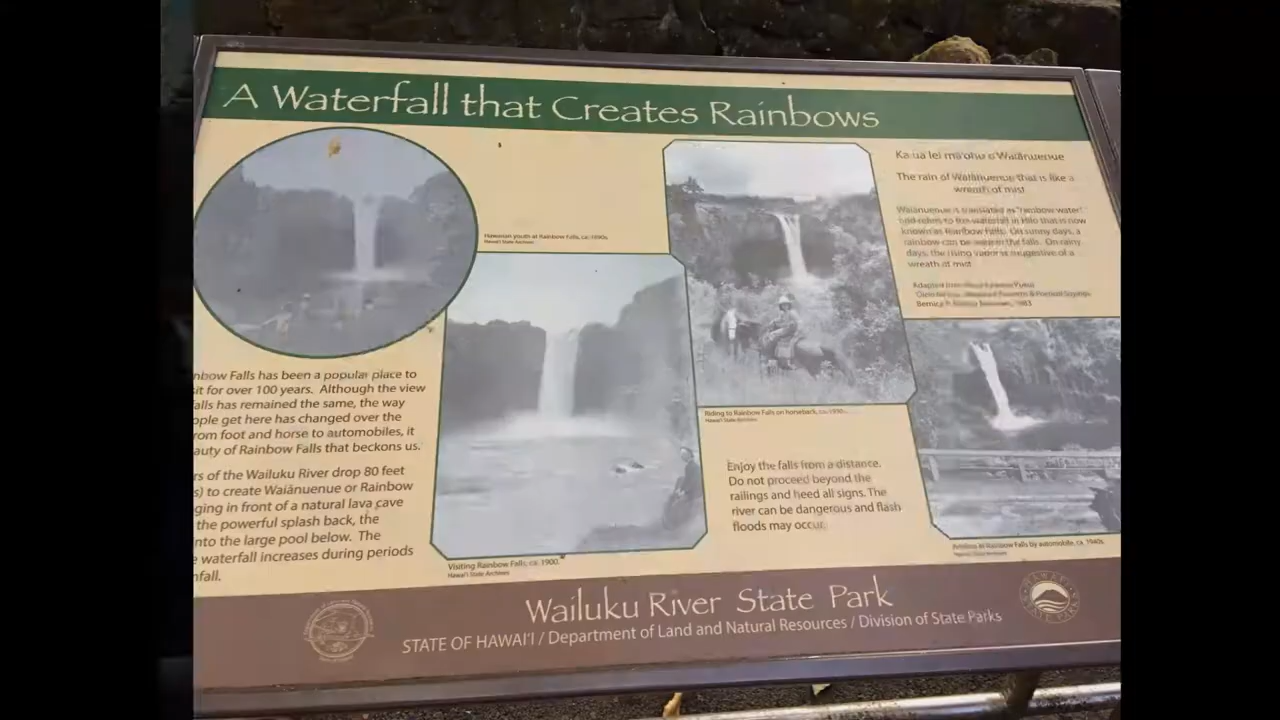 A Waterfall that Creates Rainbows
Ka ua lei mā'ohu o Waiānuenue
The rain of Waiānuenue that is like a
wreath of mist
Waiānuenue is translated as "rainbow water"
and refers to the waterfall in Hilo that is now
known as Rainbow Falls. On sunny days, a
rainbow can be seen in the falls. On rainy
days, the rising vapor is suggestive of a
wreath of mist.
Adapted from
1983
Hawaiian youth at Rainbow Falls, ca. 1890s.
Hawai'i State Archives
nbow Falls has been a popular place to
it for over 100 years. Although the view
alls has remained the same, the way
ople get here has changed over the
rom foot and horse to automobiles, it
auty of Rainbow Falls that beckons us.
rs of the Wailuku River drop 80 feet
s) to create Waiānuenue or Rainbow
ging in front of a natural lava cave
the powerful splash back, the
nto the large pool below. The
e waterfall increases during periods
nfall.
Visiting Rainbow Falls, ca. 1900.
Hawai'i State Archives
Riding to Rainbow Falls on horseback, ca.
Hawai'i State Archives
Enjoy the falls from a distance.
Do not proceed beyond the
railings and heed all signs. The
river can be dangerous and flash
floods may occur.
Rainbow Falls by automobile, ca. 1940s.
Hawai'i State Archives
Wailuku River State Park
STATE OF HAWAI'I / Department of Land and Natural Resources / Division of State Parks